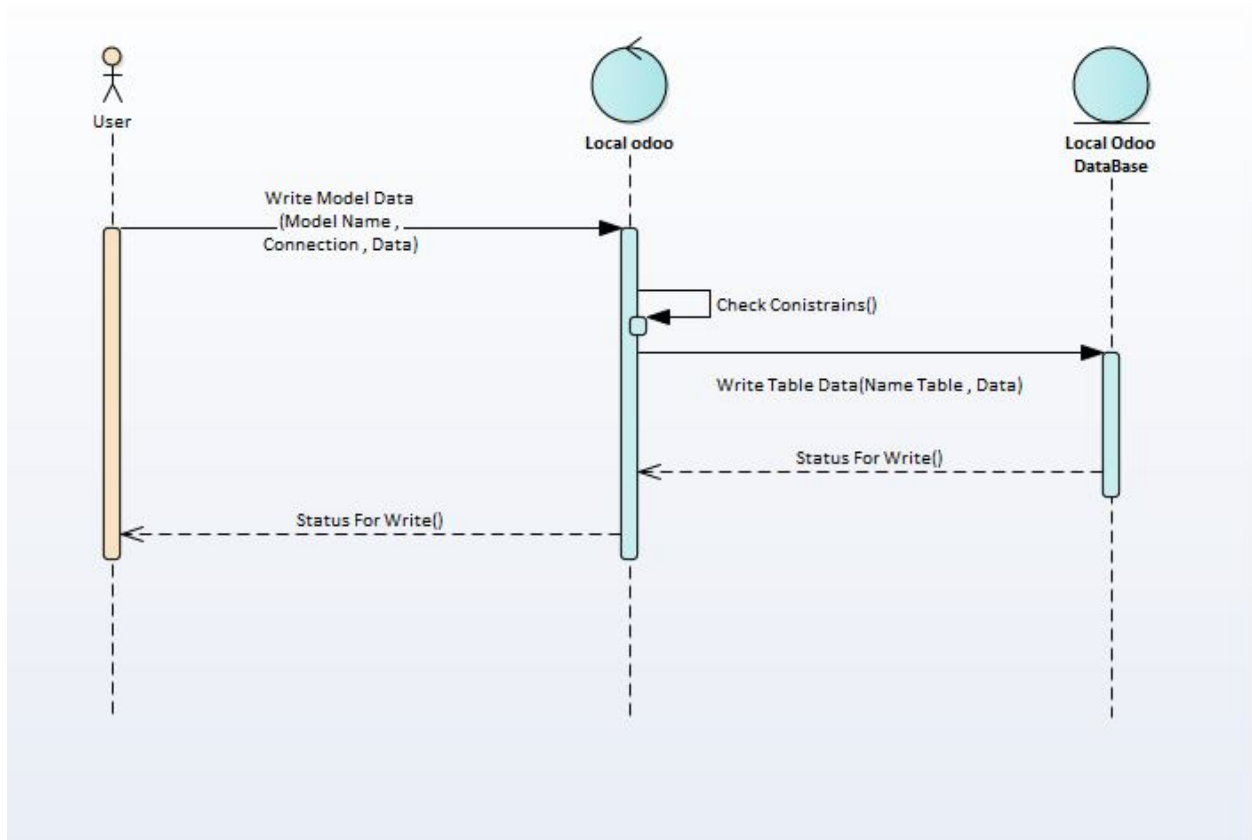 User
Local odoo
Local Odoo
DataBase
Write Model Data
(Model Name ,
Connection , Data)
Check Conistrains()
Write Table Data(Name Table , Data)
Status For Write()
Status For Write()